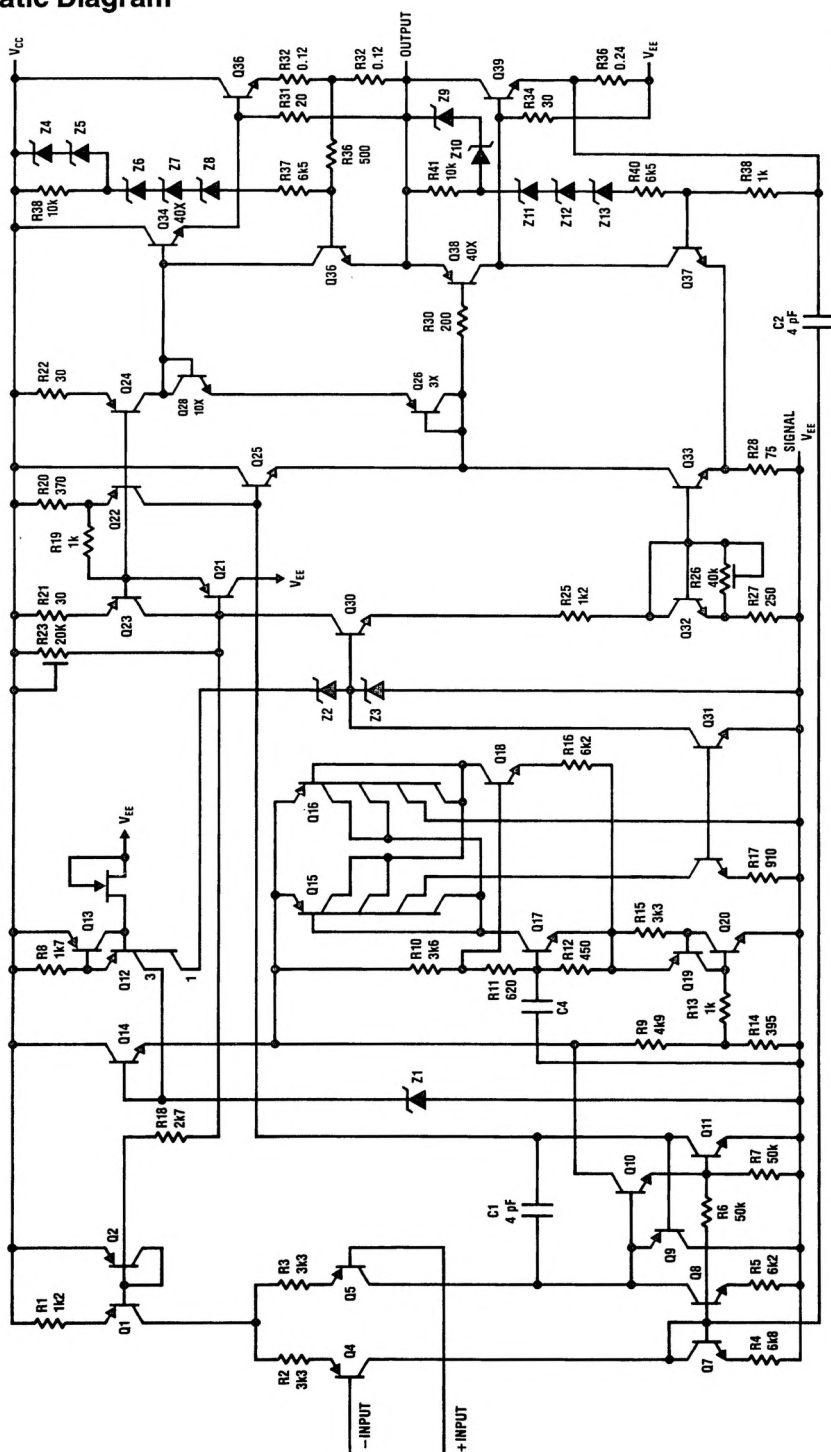 atic Diagram
VCC
Z4
Z5
R38
10k
Z6
Z7
Z8
Q34
40X
R37
6k5
Q36
R32
0.12
R31
20
R32
0.12
R36
500
OUTPUT
Q36
Q38
40X
R30
200
R41
10k
Z9
Z10
Z11
Z12
Z13
R40
6k5
Q39
R34
30
R36
0.24
VEE
R38
1k
Q37
C2
4 pF
R22
30
Q24
Q28
10X
Q26
3X
R20
370
R19
1k
Q22
Q25
R21
30
Q23
Q21
VEE
R23
20K
Q30
R25
1k2
Q33
R26
40k
Q32
R27
250
R28
75
SIGNAL
VEE
Z2
Z3
Q31
VEE
R8
1k7
Q13
Q12
3
1
Q14
Q16
Q15
Q18
R16
6k2
R10
3k6
R11
620
Q17
R12
450
C4
R15
3k3
R17
910
Q19
Q20
R13
1k
R9
4k9
R14
395
R18
2k7
Z1
Q2
R1
1k2
Q1
C1
4 pF
Q10
Q11
Q9
R6
50k
R7
50k
R3
3k3
R2
3k3
Q5
Q4
Q8
Q7
R5
6k2
R4
6k8
−INPUT
+INPUT